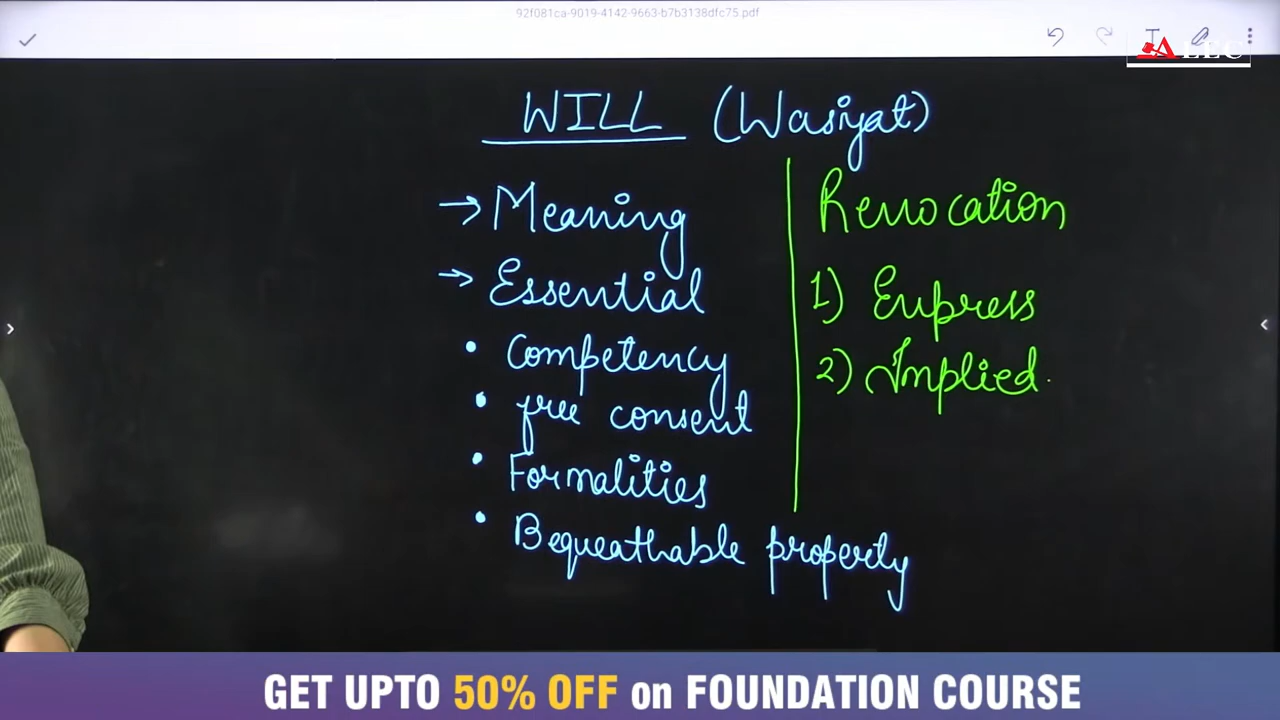 92f081ca-9019-4142-9663-b7b3138dfc75.pdf
LEC
WILL (Wasiyat)
→ Meaning
→ Essential
• Competency
• free consent
• Formalities
• Bequeathable property
Revocation
1) Express
2) Implied.
GET UPTO 50% OFF on FOUNDATION COURSE